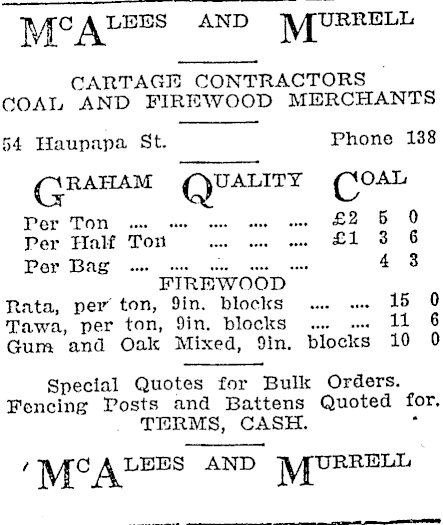 McALEES AND MURRELL
CARTAGE CONTRACTORS
COAL AND FIREWOOD MERCHANTS
54 Haupapa St. Phone 138
GRAHAM QUALITY COAL
Per Ton .... .... .... .... .... £2 5 0
Per Half Ton .... .... .... £1 3 6
Per Bag .... .... .... .... .... 4 3
FIREWOOD
Rata, per ton, 9in. blocks .... .... 15 0
Tawa, per ton, 9in. blocks .... .... 11 6
Gum and Oak Mixed, 9in. blocks 10 0
Special Quotes for Bulk Orders.
Fencing Posts and Battens Quoted for.
TERMS, CASH.
McALEES AND MURRELL